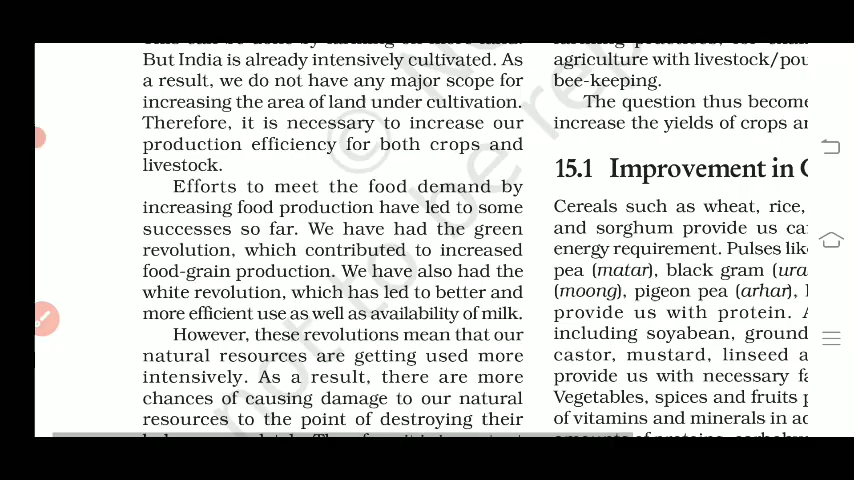 But India is already intensively cultivated. As
a result, we do not have any major scope for
increasing the area of land under cultivation.
Therefore, it is necessary to increase our
production efficiency for both crops and
livestock.
Efforts to meet the food demand by
increasing food production have led to some
successes so far. We have had the green
revolution, which contributed to increased
food-grain production. We have also had the
white revolution, which has led to better and
more efficient use as well as availability of milk.
However, these revolutions mean that our
natural resources are getting used more
intensively. As a result, there are more
chances of causing damage to our natural
resources to the point of destroying their
agriculture with livestock/pou
bee-keeping.
The question thus become
increase the yields of crops ar
15.1 Improvement in C
Cereals such as wheat, rice,
and sorghum provide us ca
energy requirement. Pulses lik
pea (matar), black gram (ura
(moong), pigeon pea (arhar), l
provide us with protein. A
including soyabean, ground
castor, mustard, linseed a
provide us with necessary fa
Vegetables, spices and fruits p
of vitamins and minerals in ad
not to be rep